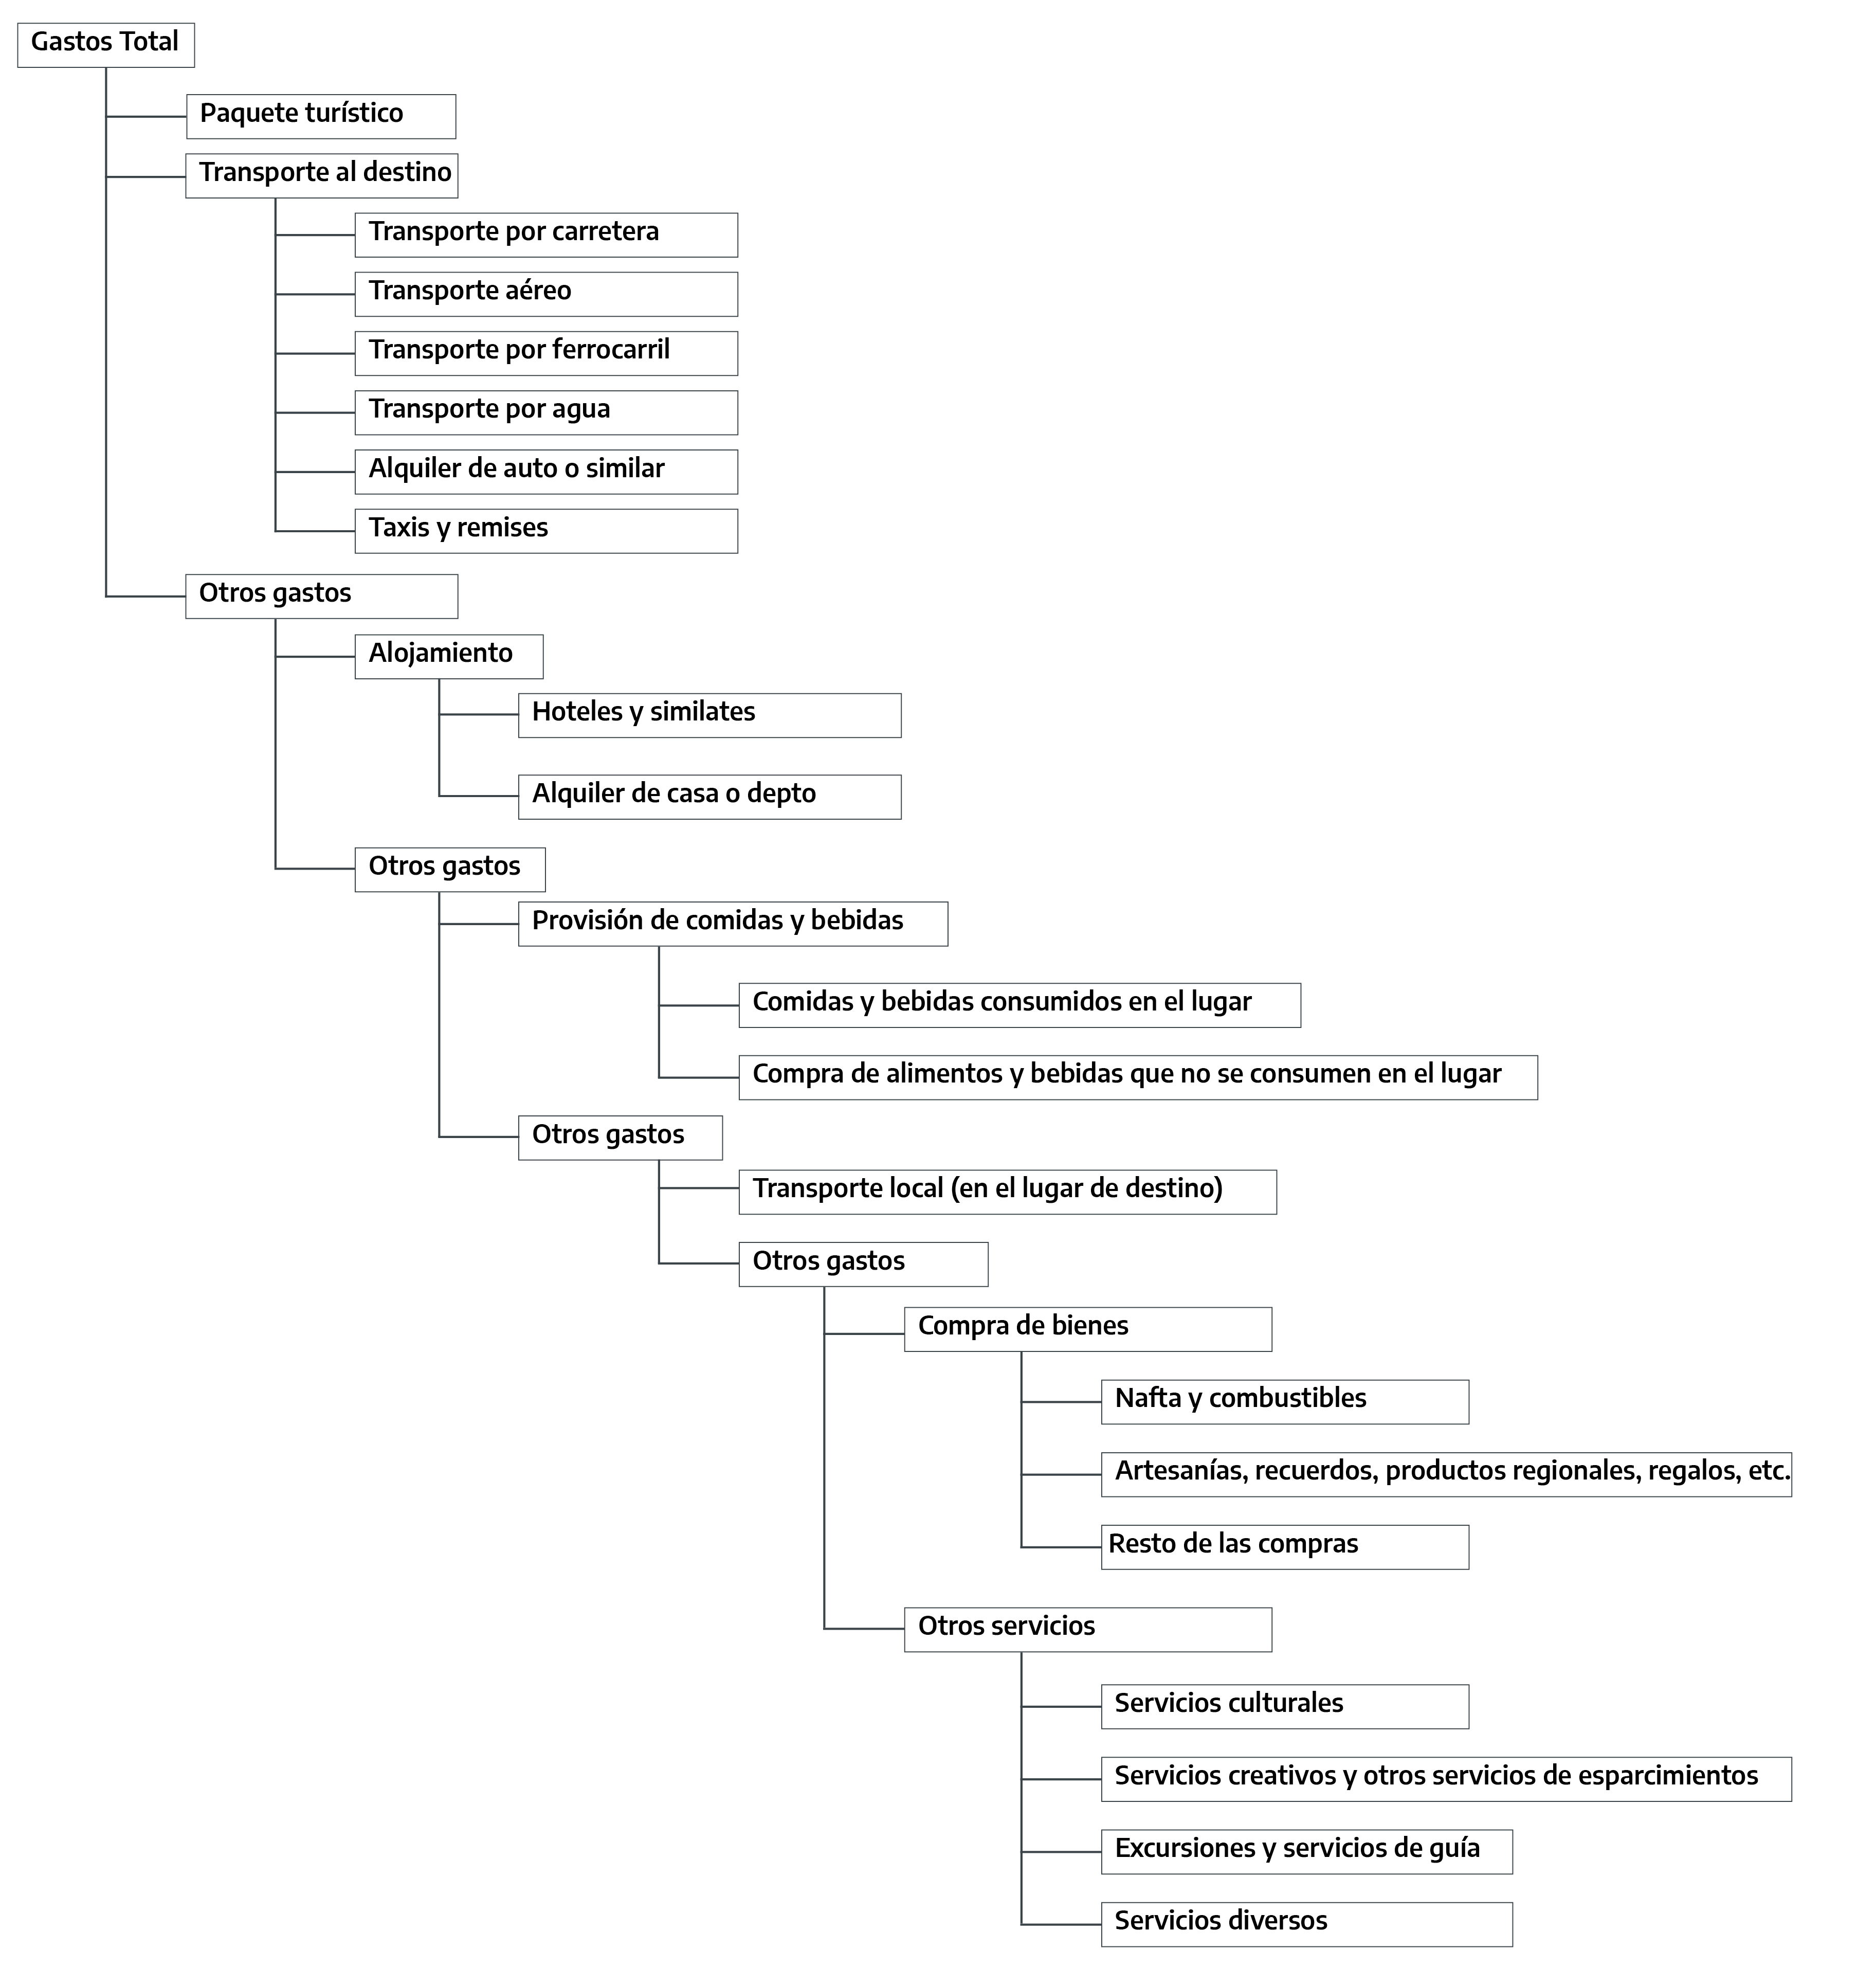 Gastos Total
Paquete turístico
Transporte al destino
Transporte por carretera
Transporte aéreo
Transporte por ferrocarril
Transporte por agua
Alquiler de auto o similar
Taxis y remises
Otros gastos
Alojamiento
Hoteles y similates
Alquiler de casa o depto
Otros gastos
Provisión de comidas y bebidas
Comidas y bebidas consumidos en el lugar
Compra de alimentos y bebidas que no se consumen en el lugar
Otros gastos
Transporte local (en el lugar de destino)
Otros gastos
Compra de bienes
Nafta y combustibles
Artesanías, recuerdos, productos regionales, regalos, etc.
Resto de las compras
Otros servicios
Servicios culturales
Servicios creativos y otros servicios de esparcimientos
Excursiones y servicios de guía
Servicios diversos